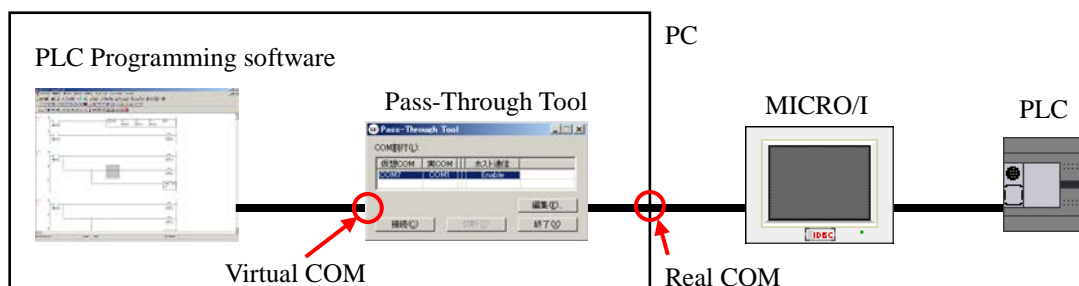 PC
PLC Programming software
Pass-Through Tool
MICRO/I
PLC
Pass-Through Tool
COM割付(L):
仮想COM 実COM ホスト通信
COM7 COM1 Enable
編集(E)...
接続(C) 終了(X)
IDEC
Virtual COM
Real COM